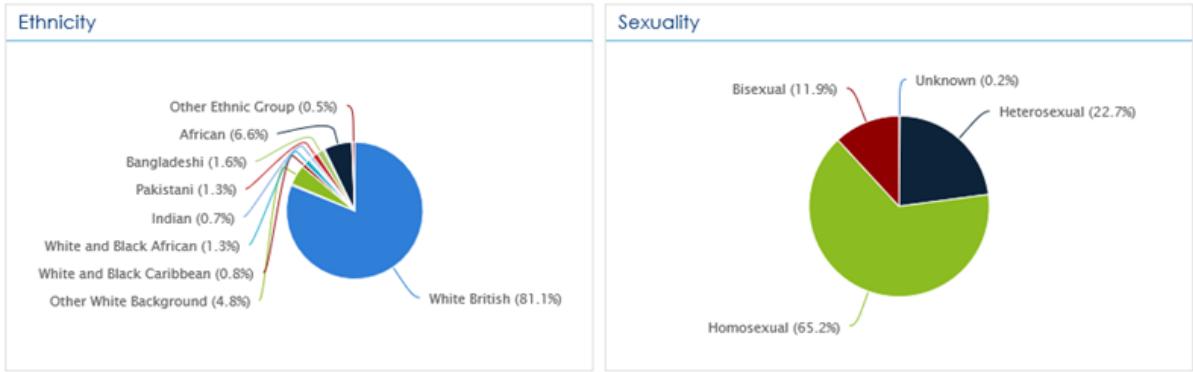 Ethnicity
Other Ethnic Group (0.5%)
African (6.6%)
Bangladeshi (1.6%)
Pakistani (1.3%)
Indian (0.7%)
White and Black African (1.3%)
White and Black Caribbean (0.8%)
Other White Background (4.8%)
White British (81.1%)
Sexuality
Unknown (0.2%)
Bisexual (11.9%)
Heterosexual (22.7%)
Homosexual (65.2%)